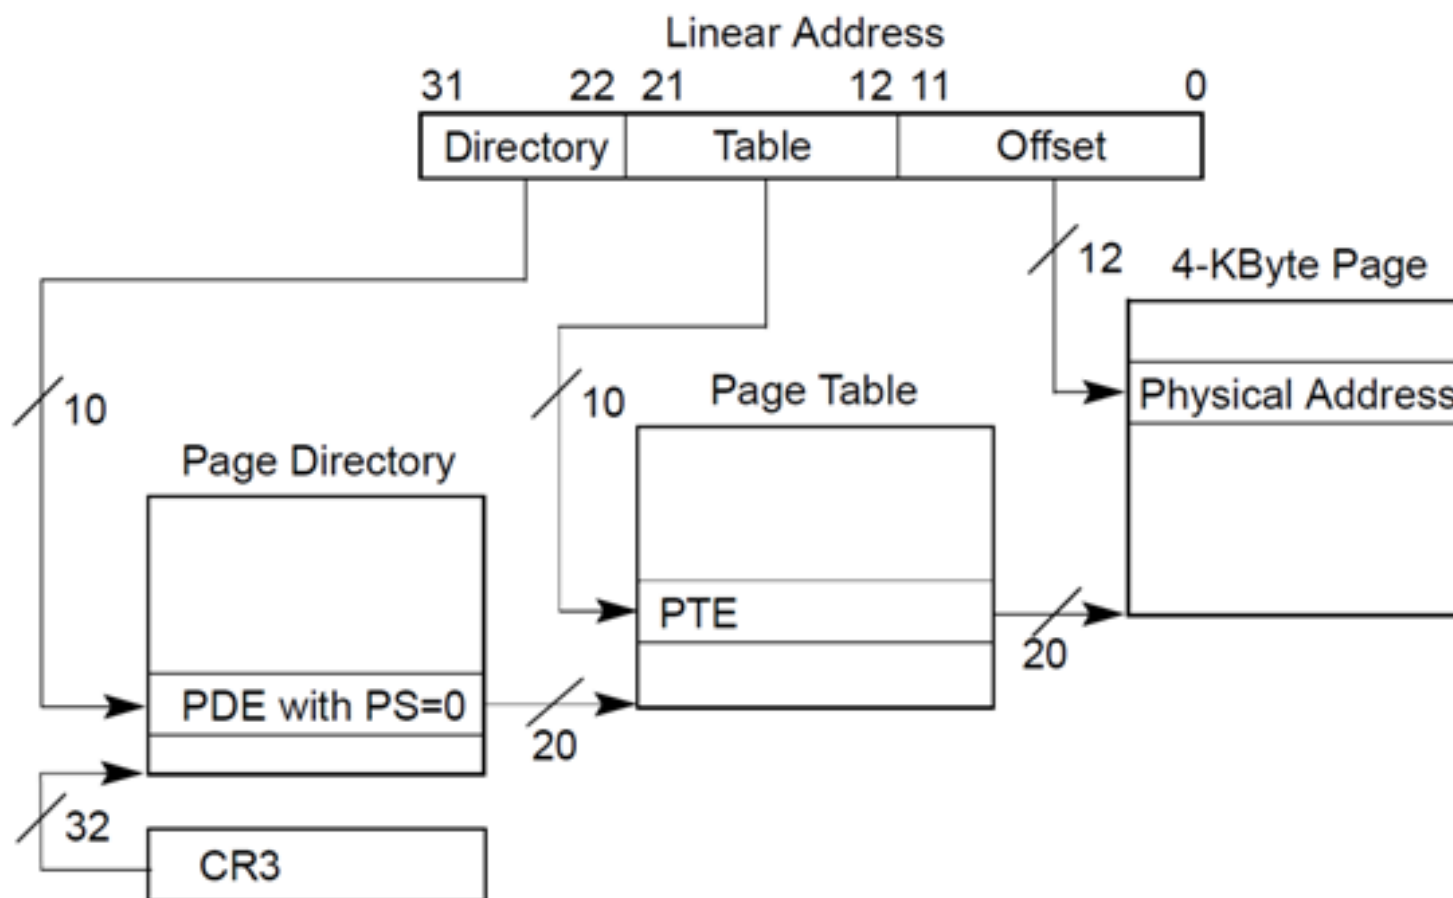 Linear Address
31 22 21 12 11 0
Directory Table Offset
12
4-KByte Page
10
10
Page Table
Physical Address
Page Directory
PTE
20
PDE with PS=0
20
32
CR3